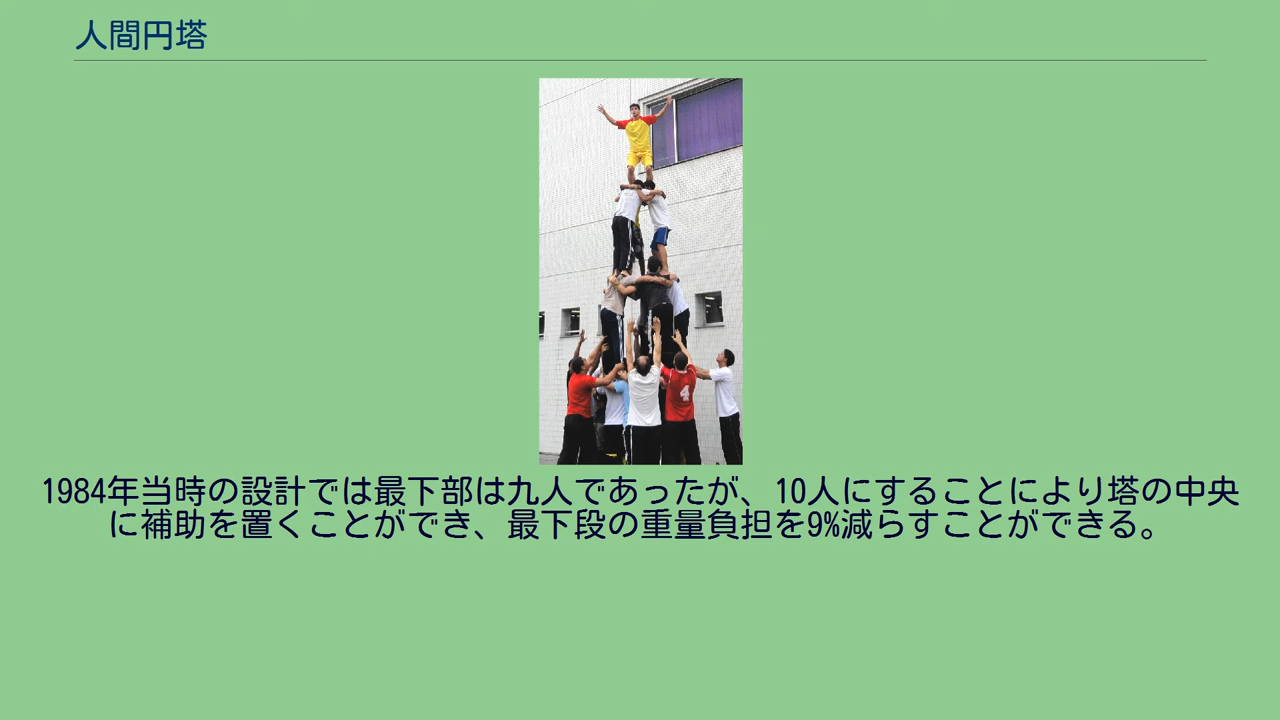 人間円塔
4
1984年当時の設計では最下部は九人であったが、10人にすることにより塔の中央
に補助を置くことができ、最下段の重量負担を9%減らすことができる。